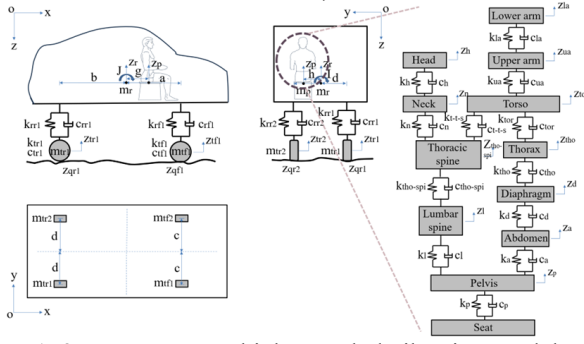 o
x
z
Zr
Zp
J
g
b
a
mr
krr1
crr1
krf1
crf1
ktr1
ctr1
mtr1
Ztr1
ktf1
ctf1
mtf1
Ztf1
Zqr1
Zqf1
y
o
z
Zp
Zr
h
d
mp
mr
krr2
crr2
krr1
crr1
Ztr2
Ztr1
mtr2
mtr1
Zqr2
Zqr1
mtr2
mtf2
d
c
d
c
mtr1
mtf1
y
o
x
Lower arm
Zla
kla
cla
Head
Zh
Upper arm
Zua
kh
ch
kua
cua
Neck
Zn
Torso
kn
cn
kt-t-s
ct-t-s
ktor
ctor
Thoracic
spine
Ztho-
spi
Thorax
Ztho
ktho-spi
ctho-spi
ktho
ctho
Diaphragm
Zd
Lumbar
spine
Zl
kd
cd
Abdomen
Za
kl
cl
ka
ca
Pelvis
Zp
kp
cp
Seat